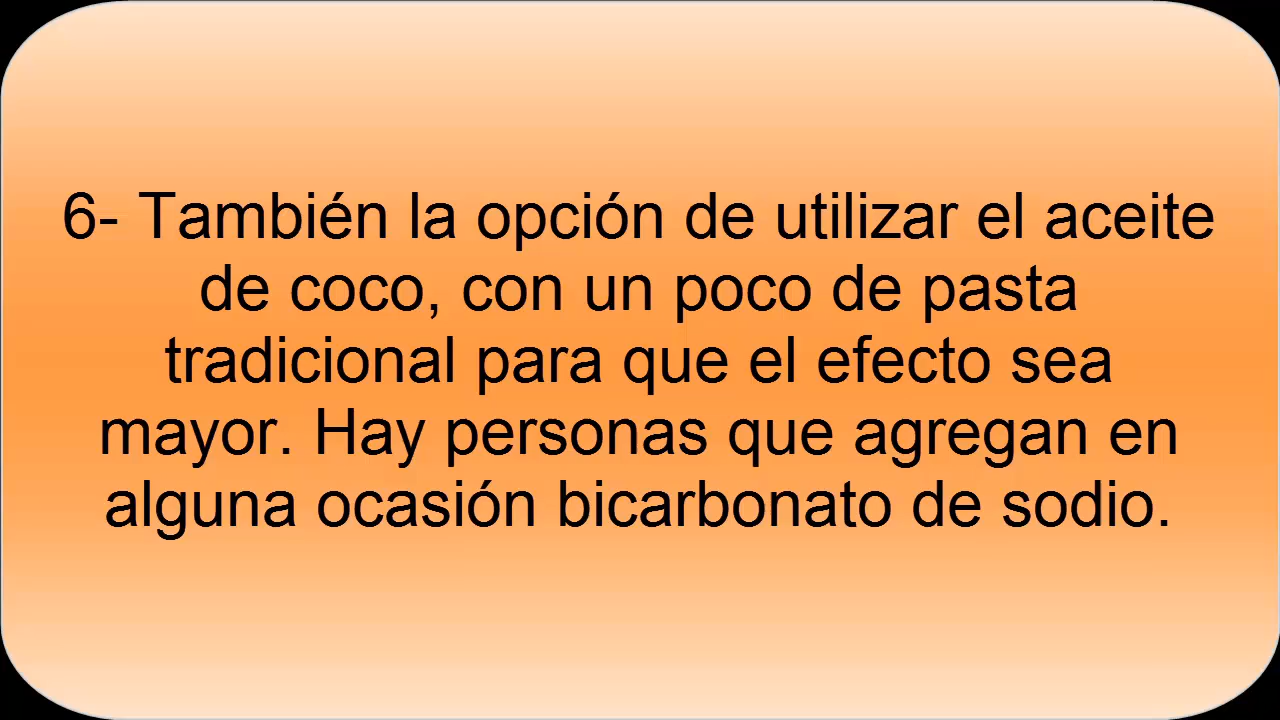 6- También la opción de utilizar el aceite
de coco, con un poco de pasta
tradicional para que el efecto sea
mayor. Hay personas que agregan en
alguna ocasión bicarbonato de sodio.